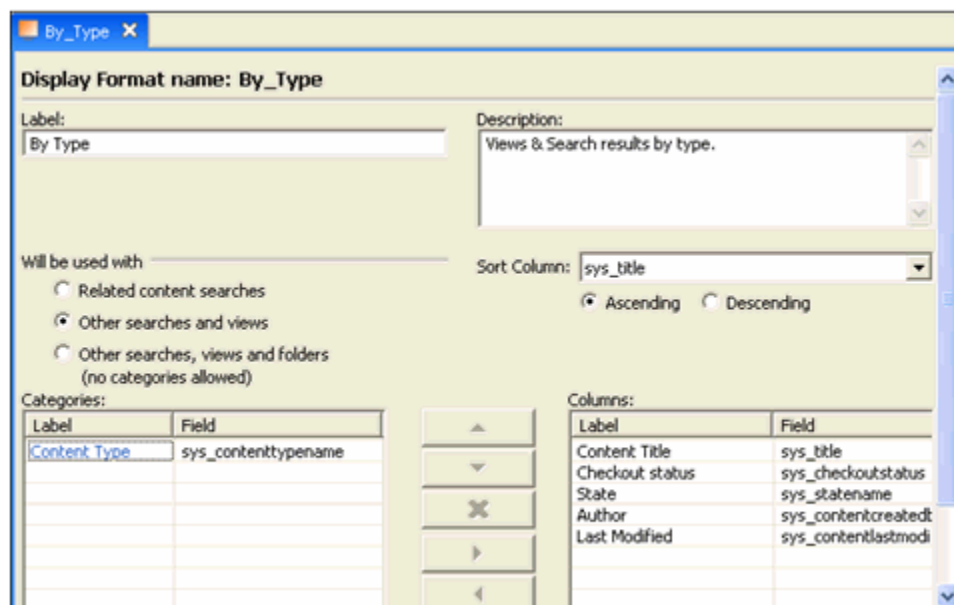 By_Type
Display Format name: By_Type
Label:
By Type
Description:
Views & Search results by type.
Will be used with
Related content searches
Other searches and views
Other searches, views and folders
(no categories allowed)
Sort Column: sys_title
Ascending Descending
Categories:
Label Field
Content Type sys_contenttypename
Columns:
Label Field
Content Title sys_title
Checkout status sys_checkoutstatus
State sys_statename
Author sys_contentcreatedb
Last Modified sys_contentlastmodi